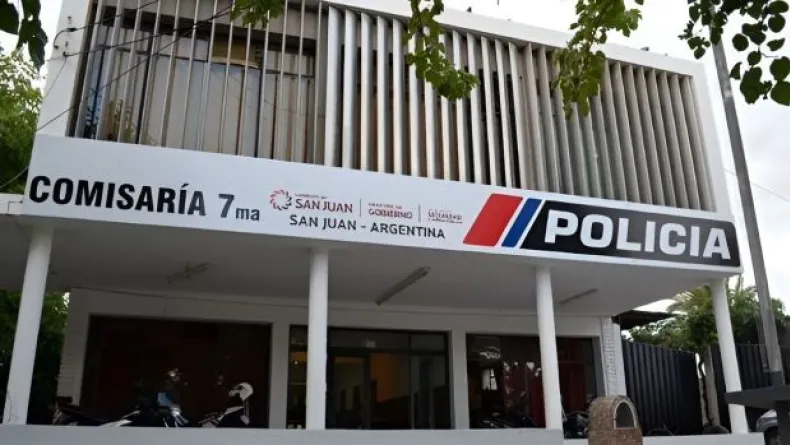 COMISARÍA 7ma
SAN JUAN
GOBIERNO
SAN JUAN - ARGENTINA
POLICIA